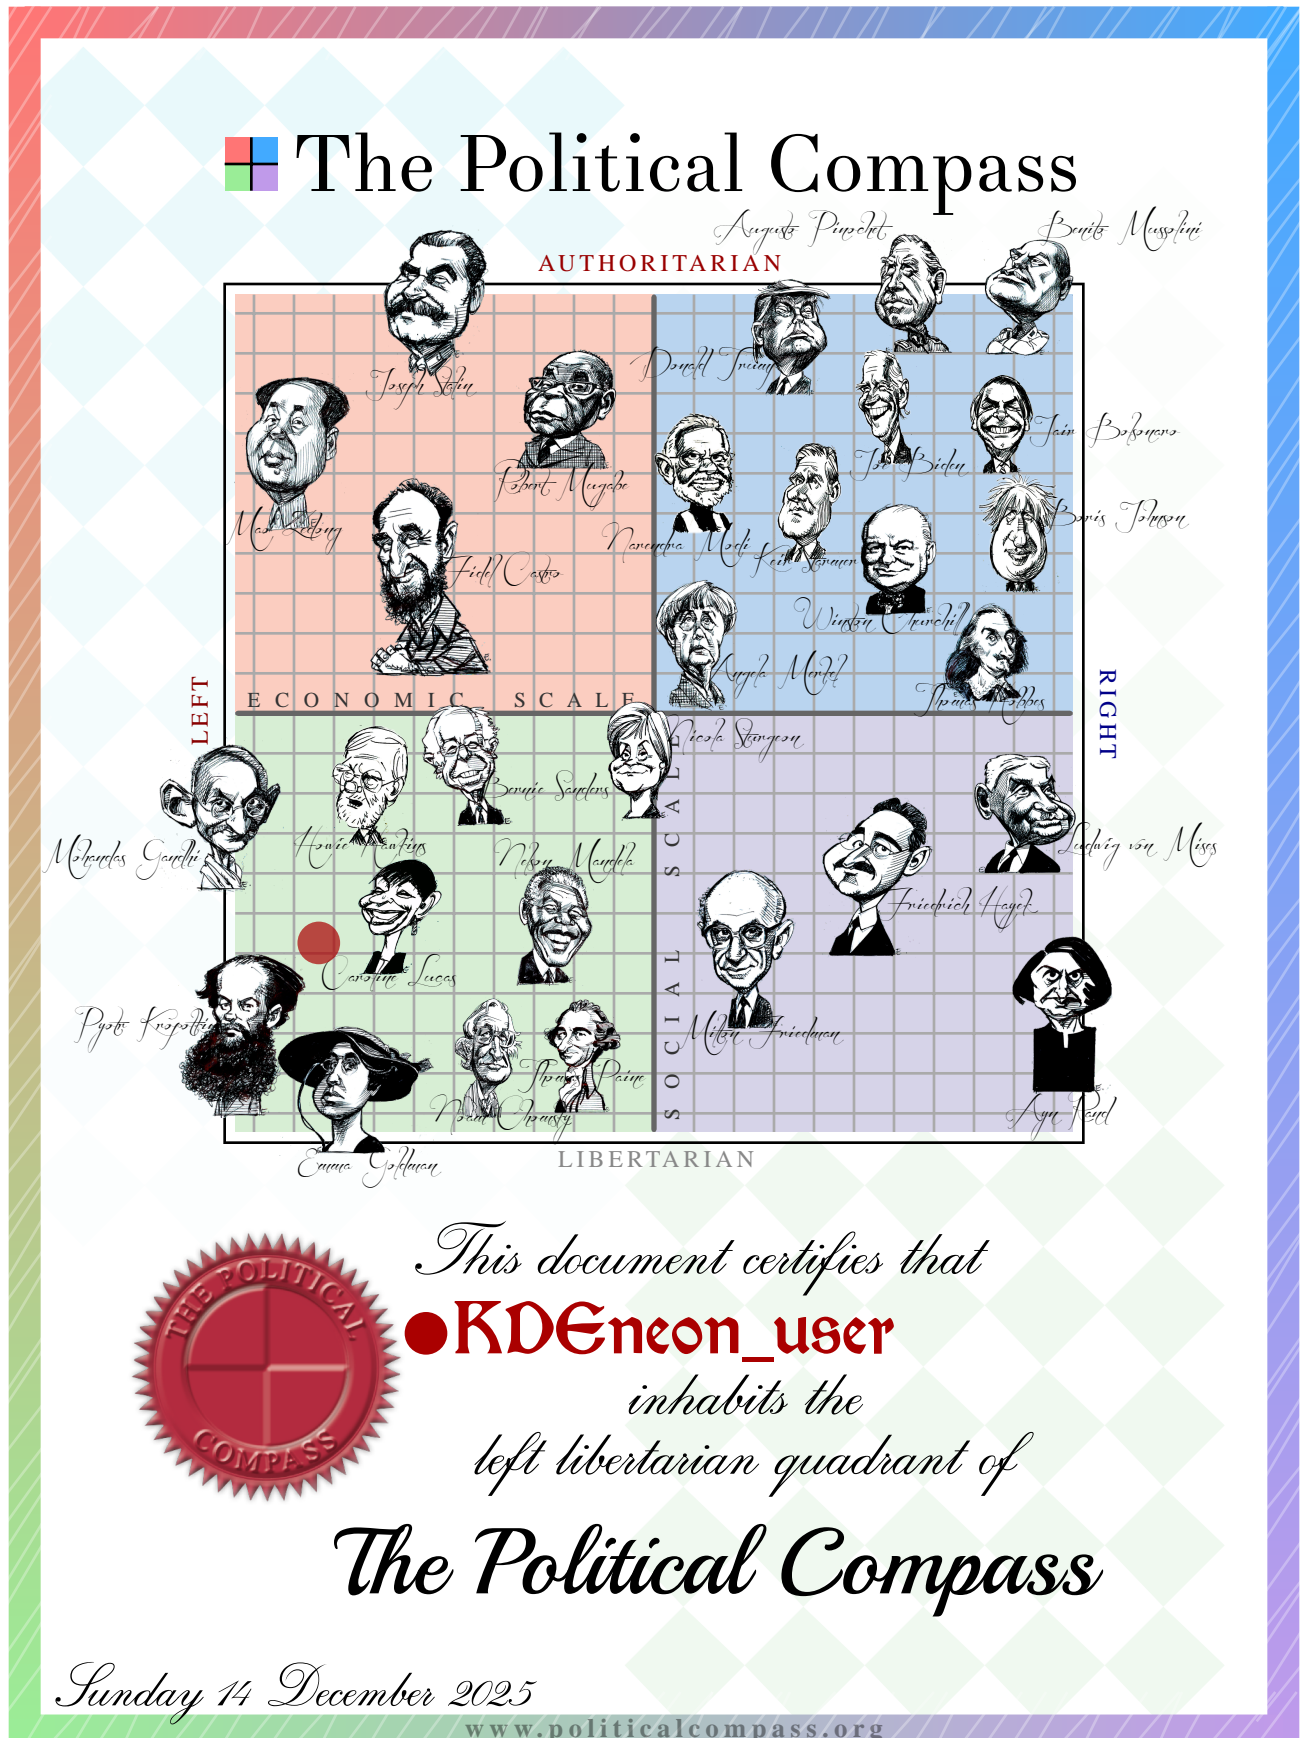 The Political Compass
Augusto Pinochet
Benito Mussolini
AUTHORITARIAN
Donald Trump
Joseph Stalin
Jair Bolsonaro
Joe Biden
Robert Mugabe
Boris Johnson
Mao Zedong
Narendra Modi
Keir Starmer
Fidel Castro
Winston Churchill
Angela Merkel
Thomas Hobbes
ECONOMIC SCALE
LEFT
RIGHT
Nicola Sturgeon
Bernie Sanders
Howie Hawkins
Mohandas Gandhi
Nelson Mandela
Ludwig von Mises
Friedrich Hayek
SOCIAL SCALE
Caroline Lucas
Pyotr Kropotkin
Milton Friedman
Thomas Paine
Noam Chomsky
Ayn Rand
Emma Goldman
LIBERTARIAN
THE POLITICAL
COMPASS
This document certifies that
KDEneon_user
inhabits the
left libertarian quadrant of
The Political Compass
Sunday 14 December 2025
www.politicalcompass.org